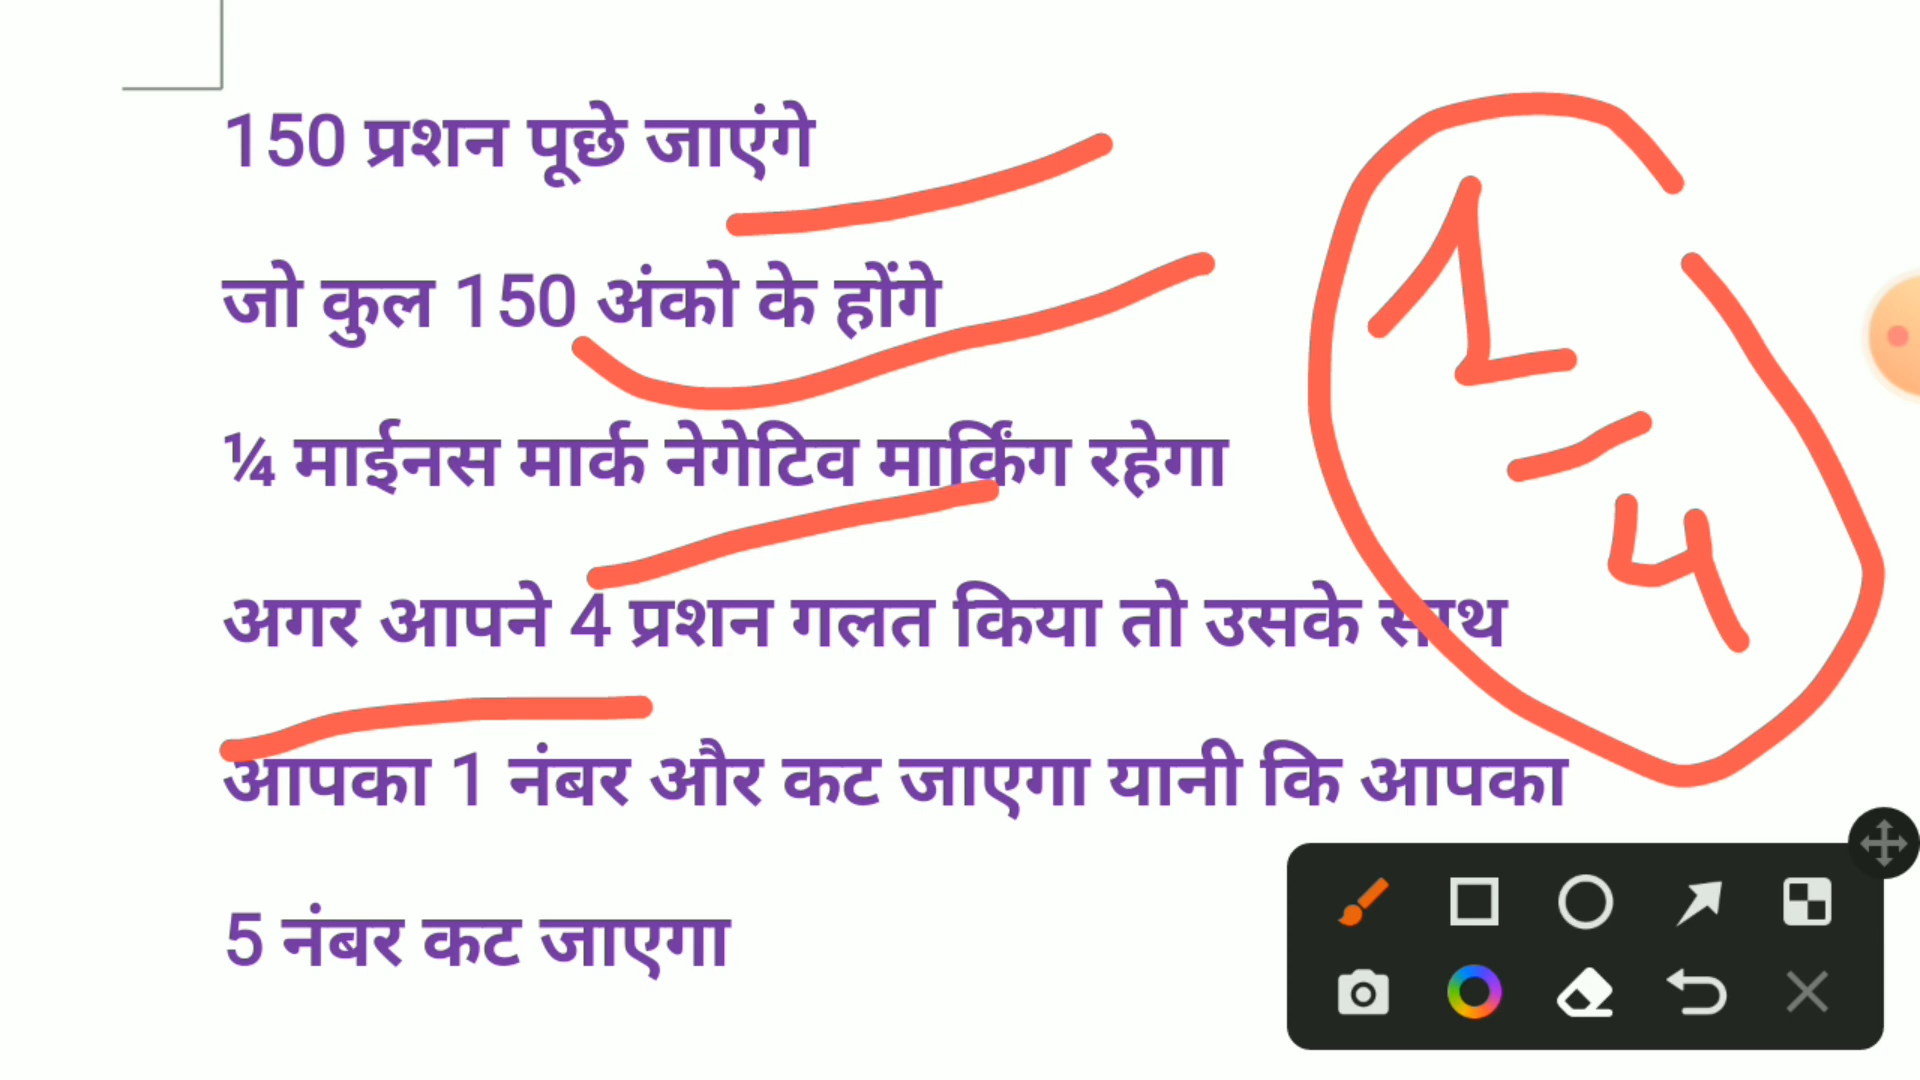 150 प्रशन पूछे जाएंगे
जो कुल 150 अंको के होंगे
¼ माईनस मार्क नेगेटिव मार्किंग रहेगा
अगर आपने 4 प्रशन गलत किया तो उसके साथ
आपका 1 नंबर और कट जाएगा यानी कि आपका
5 नंबर कट जाएगा
1
-
4